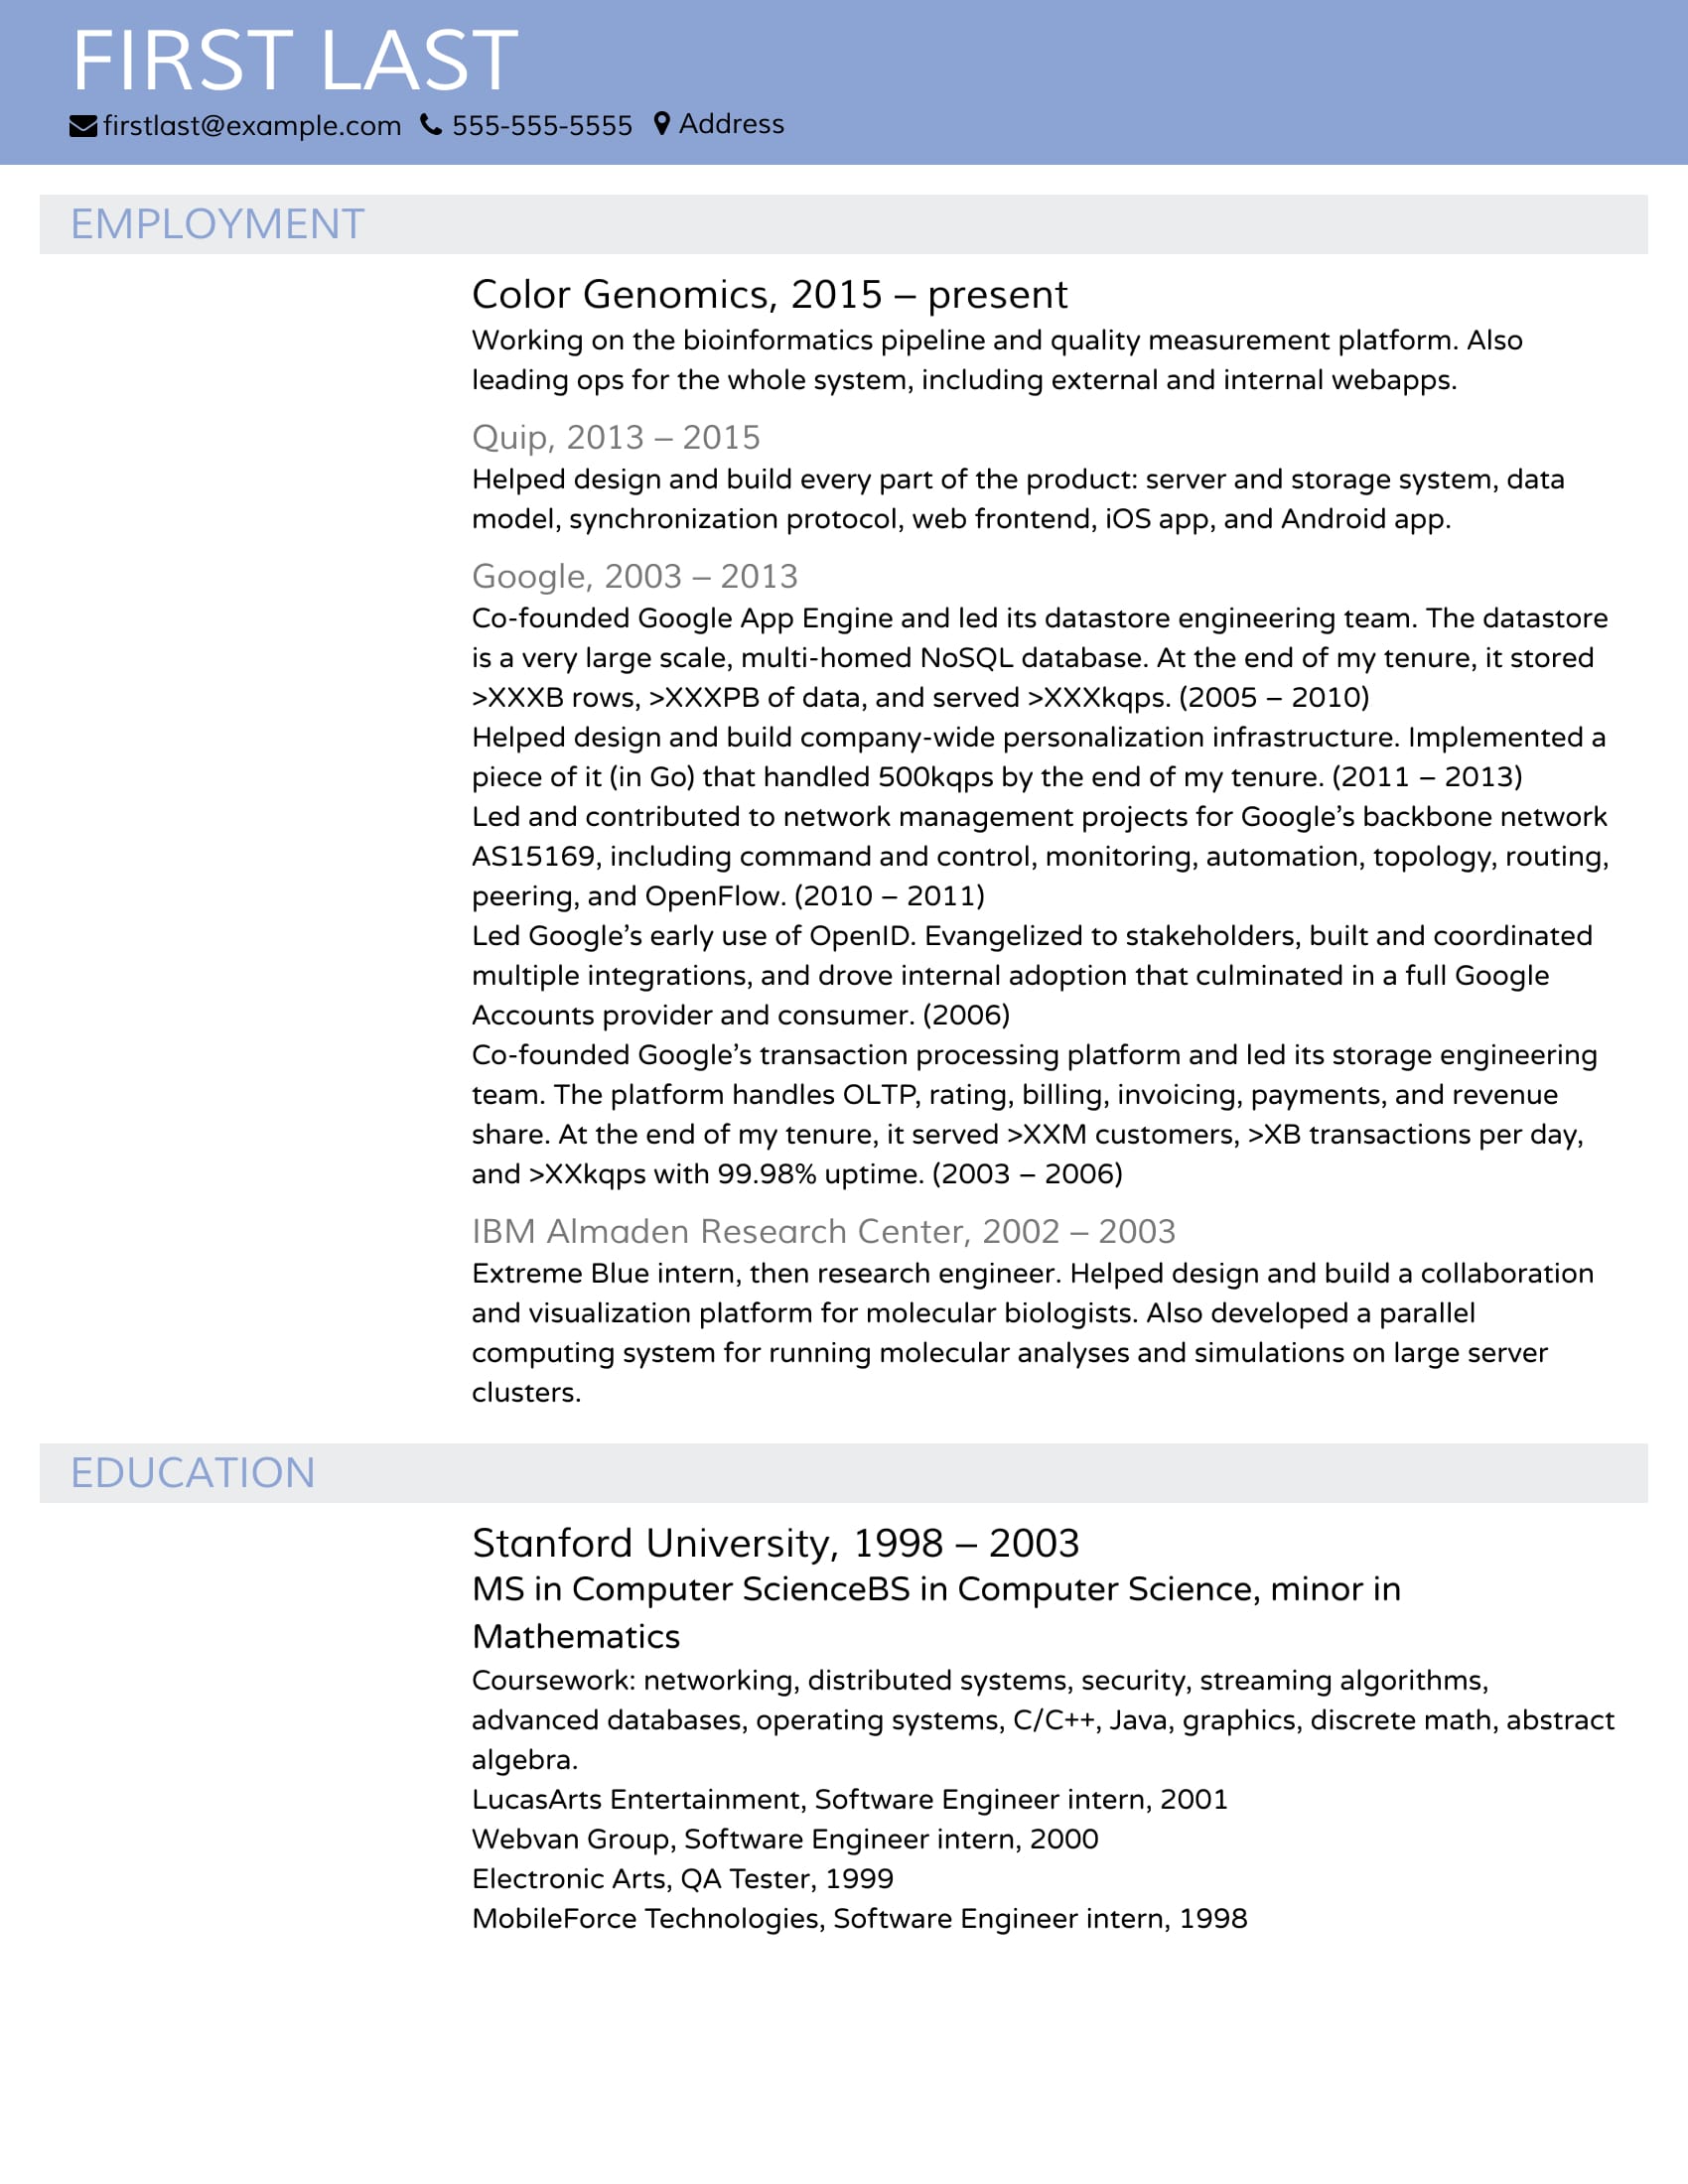 FIRST LAST
firstlast@example.com 555-555-5555 Address
EMPLOYMENT
Color Genomics, 2015 – present
Working on the bioinformatics pipeline and quality measurement platform. Also
leading ops for the whole system, including external and internal webapps.
Quip, 2013 – 2015
Helped design and build every part of the product: server and storage system, data
model, synchronization protocol, web frontend, iOS app, and Android app.
Google, 2003 – 2013
Co-founded Google App Engine and led its datastore engineering team. The datastore
is a very large scale, multi-homed NoSQL database. At the end of my tenure, it stored
>XXXB rows, >XXXPB of data, and served >XXXkqps. (2005 – 2010)
Helped design and build company-wide personalization infrastructure. Implemented a
piece of it (in Go) that handled 500kqps by the end of my tenure. (2011 – 2013)
Led and contributed to network management projects for Google’s backbone network
AS15169, including command and control, monitoring, automation, topology, routing,
peering, and OpenFlow. (2010 – 2011)
Led Google’s early use of OpenID. Evangelized to stakeholders, built and coordinated
multiple integrations, and drove internal adoption that culminated in a full Google
Accounts provider and consumer. (2006)
Co-founded Google’s transaction processing platform and led its storage engineering
team. The platform handles OLTP, rating, billing, invoicing, payments, and revenue
share. At the end of my tenure, it served >XXM customers, >XB transactions per day,
and >XXkqps with 99.98% uptime. (2003 – 2006)
IBM Almaden Research Center, 2002 – 2003
Extreme Blue intern, then research engineer. Helped design and build a collaboration
and visualization platform for molecular biologists. Also developed a parallel
computing system for running molecular analyses and simulations on large server
clusters.
EDUCATION
Stanford University, 1998 – 2003
MS in Computer ScienceBS in Computer Science, minor in
Mathematics
Coursework: networking, distributed systems, security, streaming algorithms,
advanced databases, operating systems, C/C++, Java, graphics, discrete math, abstract
algebra.
LucasArts Entertainment, Software Engineer intern, 2001
Webvan Group, Software Engineer intern, 2000
Electronic Arts, QA Tester, 1999
MobileForce Technologies, Software Engineer intern, 1998